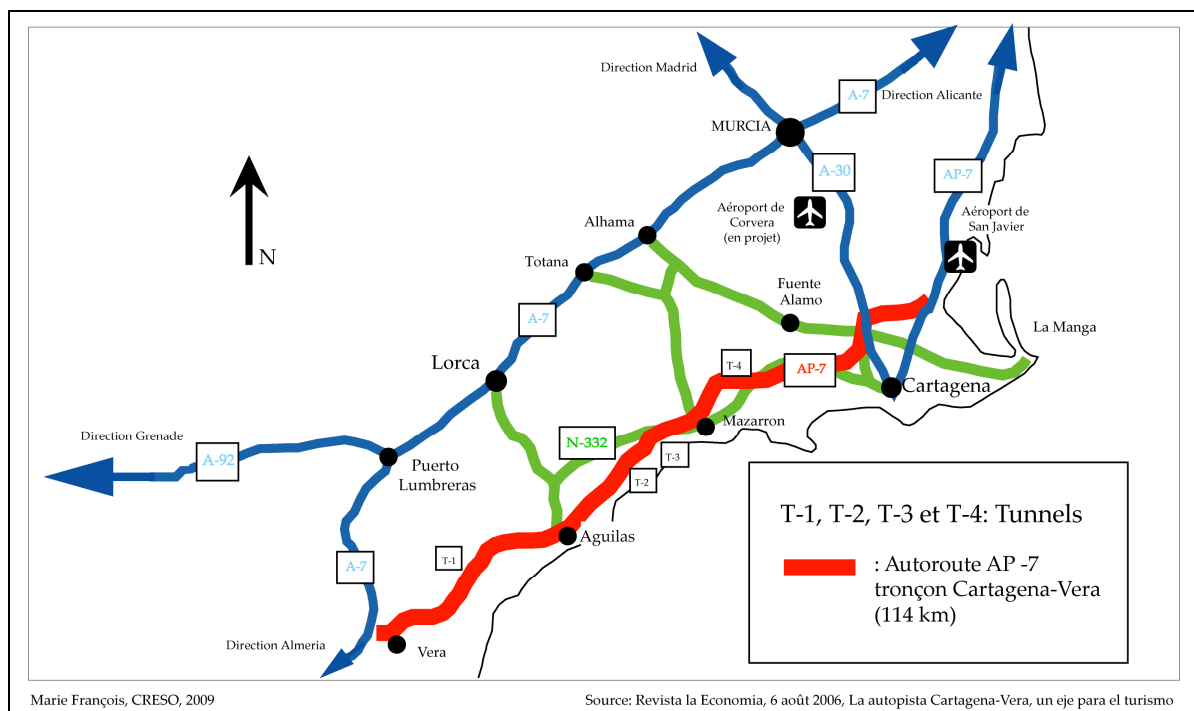 Direction Madrid
A-7
Direction Alicante
MURCIA
A-30
AP-7
Aéroport de
Corvera
(en projet)
Aéroport de
San Javier
Alhama
N
Totana
Fuente
Alamo
A-7
La Manga
Lorca
T-4
AP-7
Cartagena
Mazarron
Direction Grenade
A-92
N-332
T-3
Puerto
Lumbreras
T-2
Aguilas
T-1
A-7
Direction Almeria
Vera
T-1, T-2, T-3 et T-4: Tunnels
: Autoroute AP -7
tronçon Cartagena-Vera
(114 km)
Marie François, CRESO, 2009
Source: Revista la Economia, 6 août 2006, La autopista Cartagena-Vera, un eje para el turismo